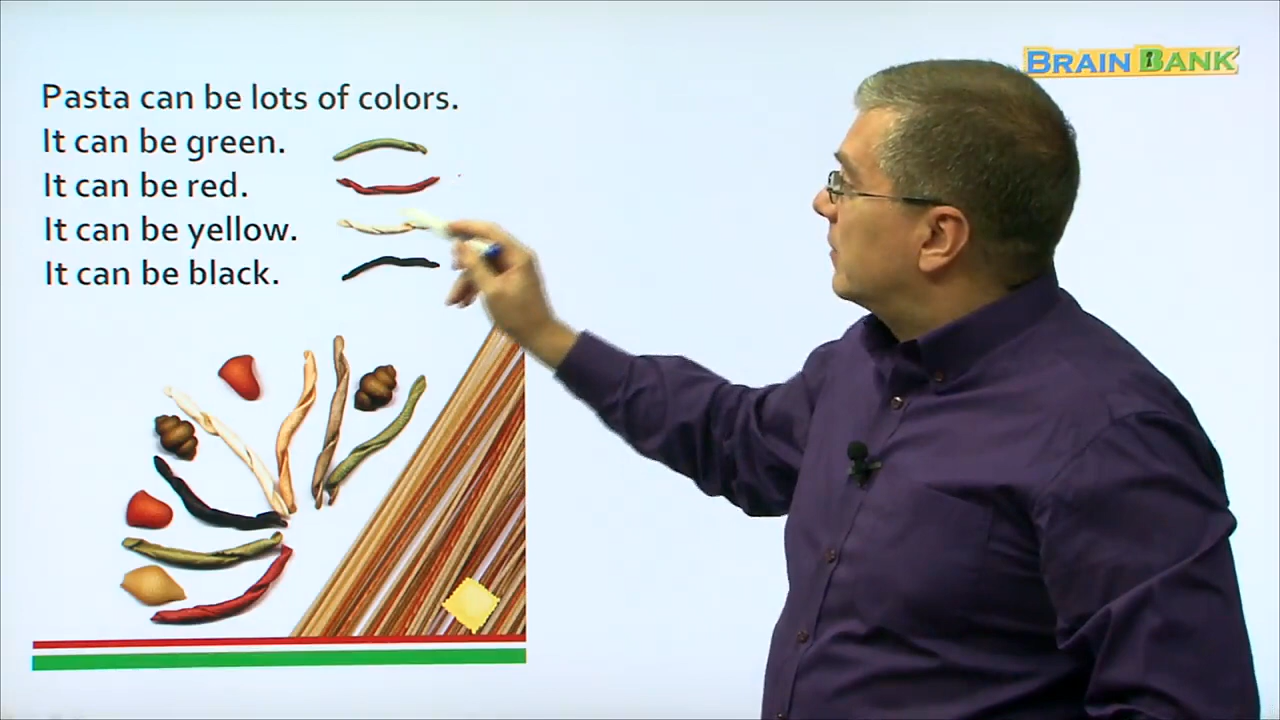 Pasta can be lots of colors.
It can be green.
It can be red.
It can be yellow.
It can be black.
BRAIN BANK